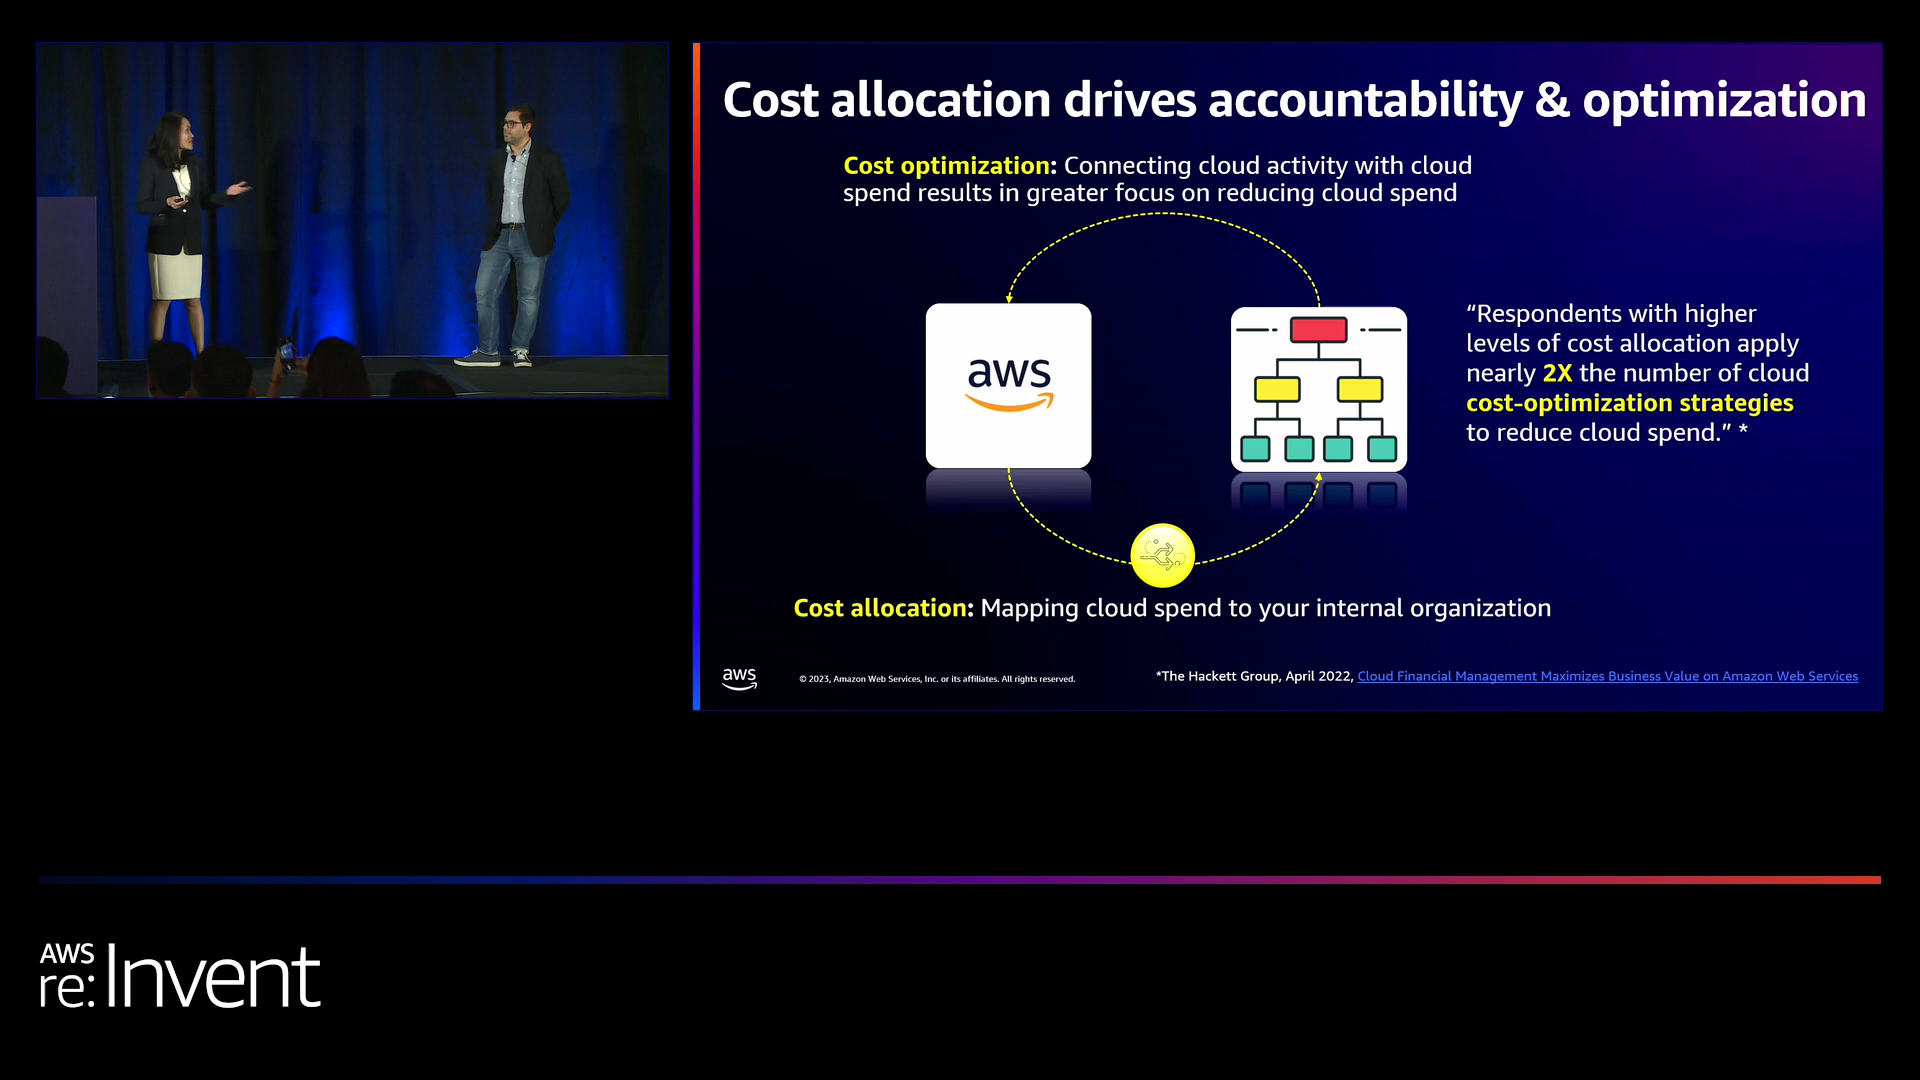 Cost allocation drives accountability & optimization
Cost optimization: Connecting cloud activity with cloud
spend results in greater focus on reducing cloud spend
aws
“Respondents with higher
levels of cost allocation apply
nearly 2X the number of cloud
cost-optimization strategies
to reduce cloud spend.” *
Cost allocation: Mapping cloud spend to your internal organization
aws
© 2023, Amazon Web Services, Inc. or its affiliates. All rights reserved.
*The Hackett Group, April 2022, Cloud Financial Management Maximizes Business Value on Amazon Web Services
AWS
re:Invent